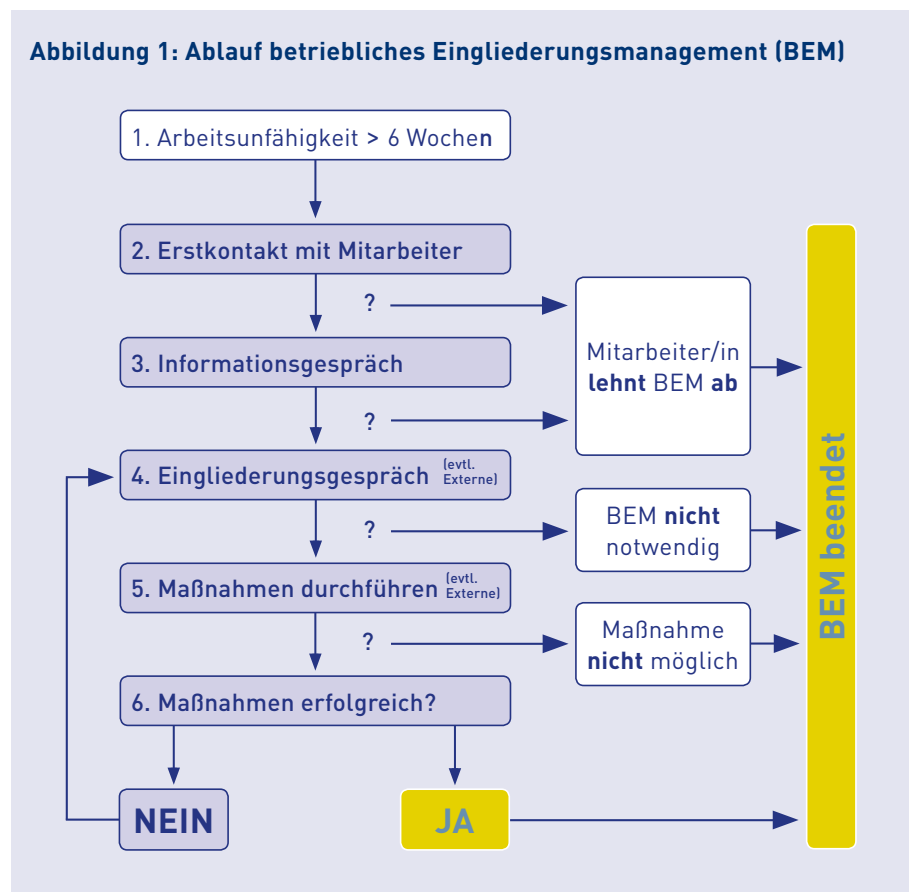 Abbildung 1: Ablauf betriebliches Eingliederungsmanagement (BEM)
1. Arbeitsunfähigkeit > 6 Wochen
2. Erstkontakt mit Mitarbeiter
?
3. Informationsgespräch
?
Mitarbeiter/in
lehnt BEM ab
4. Eingliederungsgespräch (evtl.
Externe)
?
BEM nicht
notwendig
5. Maßnahmen durchführen (evtl.
Externe)
?
Maßnahme
nicht möglich
6. Maßnahmen erfolgreich?
NEIN
JA
BEM beendet